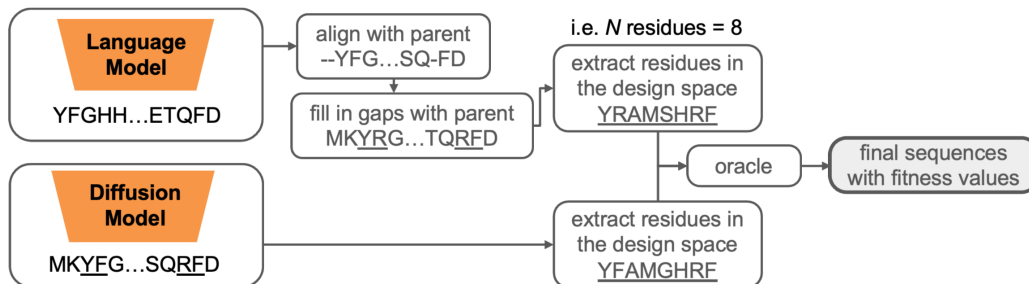 Language
Model
YFGHH...ETQFD
align with parent
--YFG...SQ-FD
fill in gaps with parent
MKYRG...TQRFD
i.e. N residues = 8
extract residues in
the design space
YRAMSHRF
oracle
final sequences
with fitness values
Diffusion
Model
MKYFG...SQRFD
extract residues in
the design space
YFAMGHRF